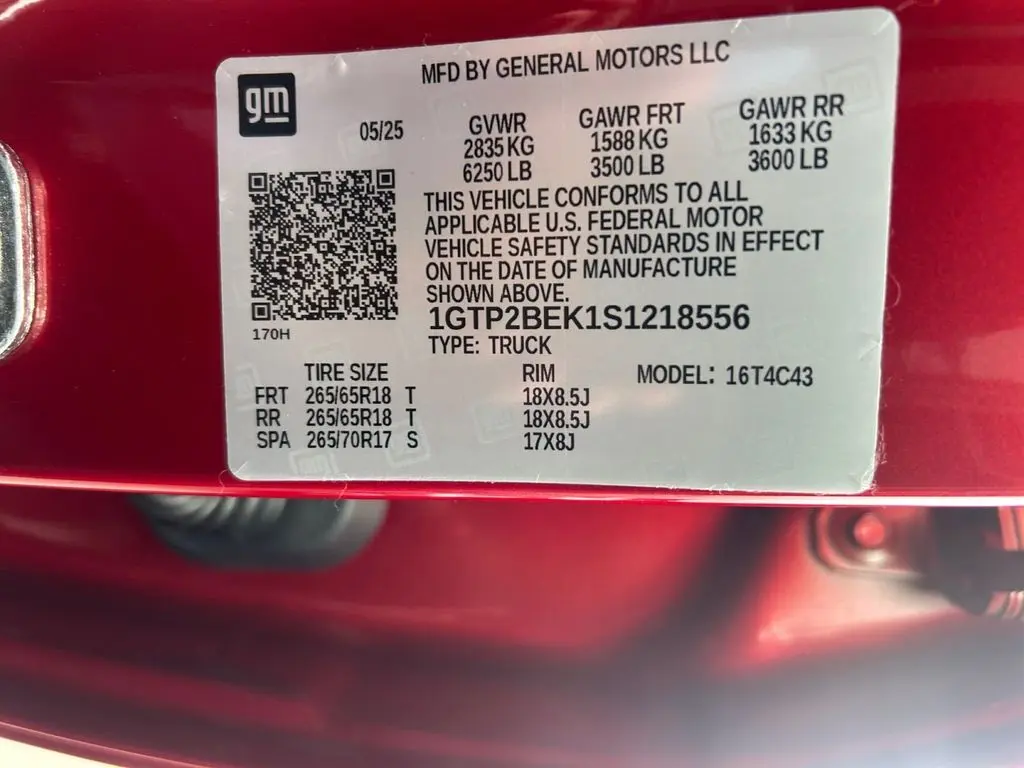 MFD BY GENERAL MOTORS LLC
gm
05/25
GVWR GAWR FRT GAWR RR
2835 KG 1588 KG 1633 KG
6250 LB 3500 LB 3600 LB
THIS VEHICLE CONFORMS TO ALL
APPLICABLE U.S. FEDERAL MOTOR
VEHICLE SAFETY STANDARDS IN EFFECT
ON THE DATE OF MANUFACTURE
SHOWN ABOVE.
170H
1GTP2BEK1S1218556
TYPE: TRUCK
TIRE SIZE RIM MODEL: 16T4C43
FRT 265/65R18 T 18X8.5J
RR 265/65R18 T 18X8.5J
SPA 265/70R17 S 17X8J